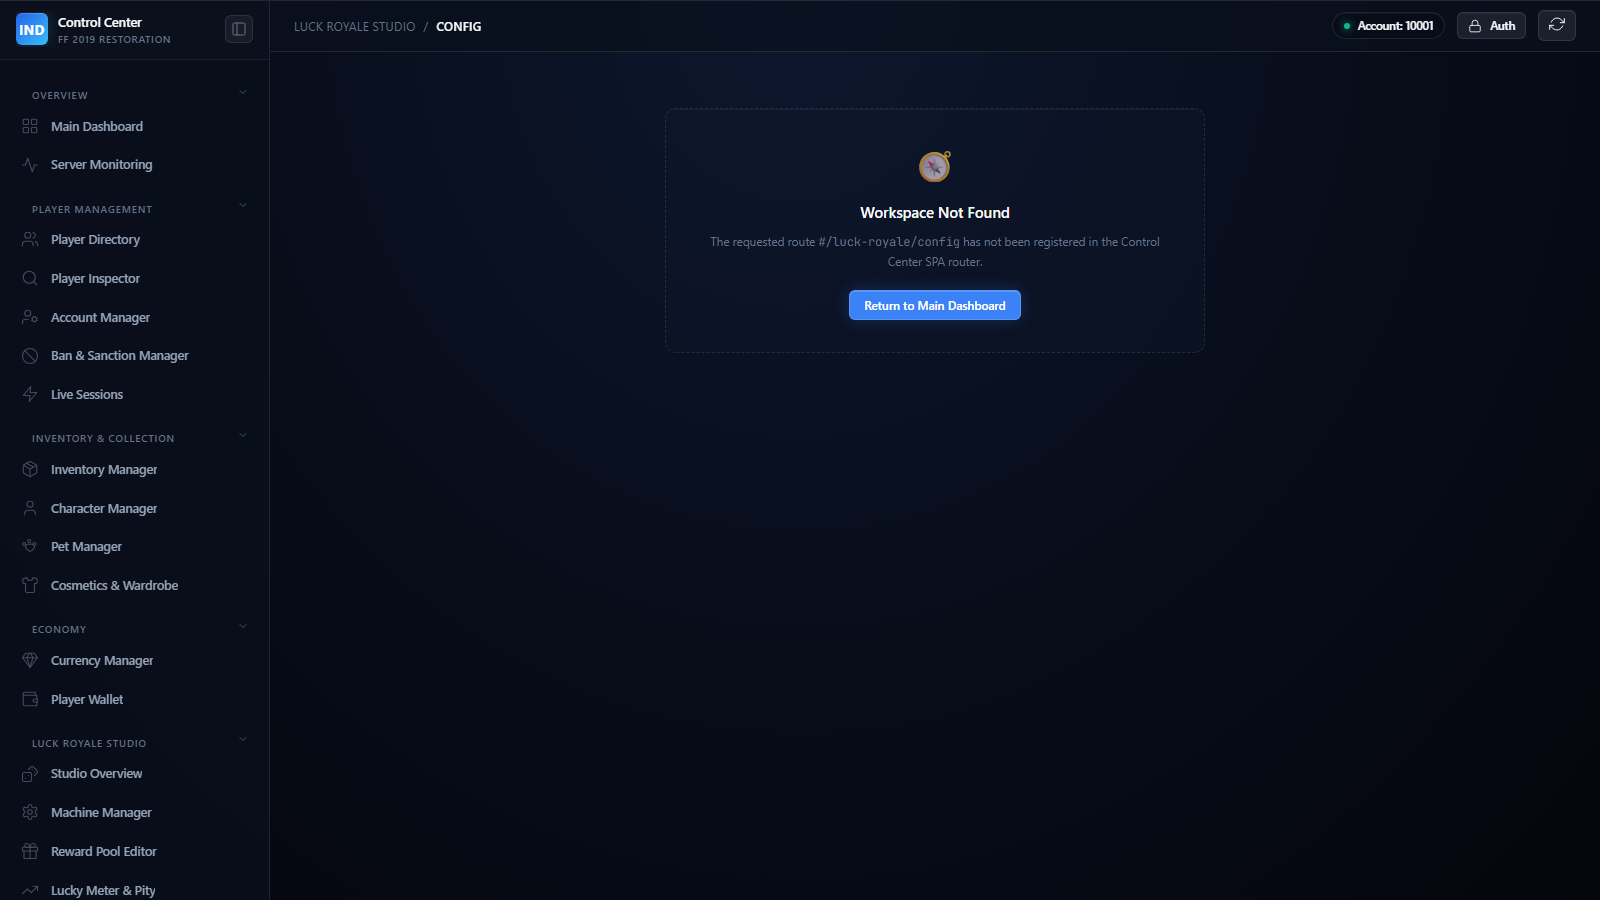 IND
Control Center
FF 2019 RESTORATION
LUCK ROYALE STUDIO / CONFIG
Account: 10001
Auth
OVERVIEW
Main Dashboard
Server Monitoring
PLAYER MANAGEMENT
Player Directory
Player Inspector
Account Manager
Ban & Sanction Manager
Live Sessions
INVENTORY & COLLECTION
Inventory Manager
Character Manager
Pet Manager
Cosmetics & Wardrobe
ECONOMY
Currency Manager
Player Wallet
LUCK ROYALE STUDIO
Studio Overview
Machine Manager
Reward Pool Editor
Lucky Meter & Pity
Workspace Not Found
The requested route #/luck-royale/config has not been registered in the Control
Center SPA router.
Return to Main Dashboard